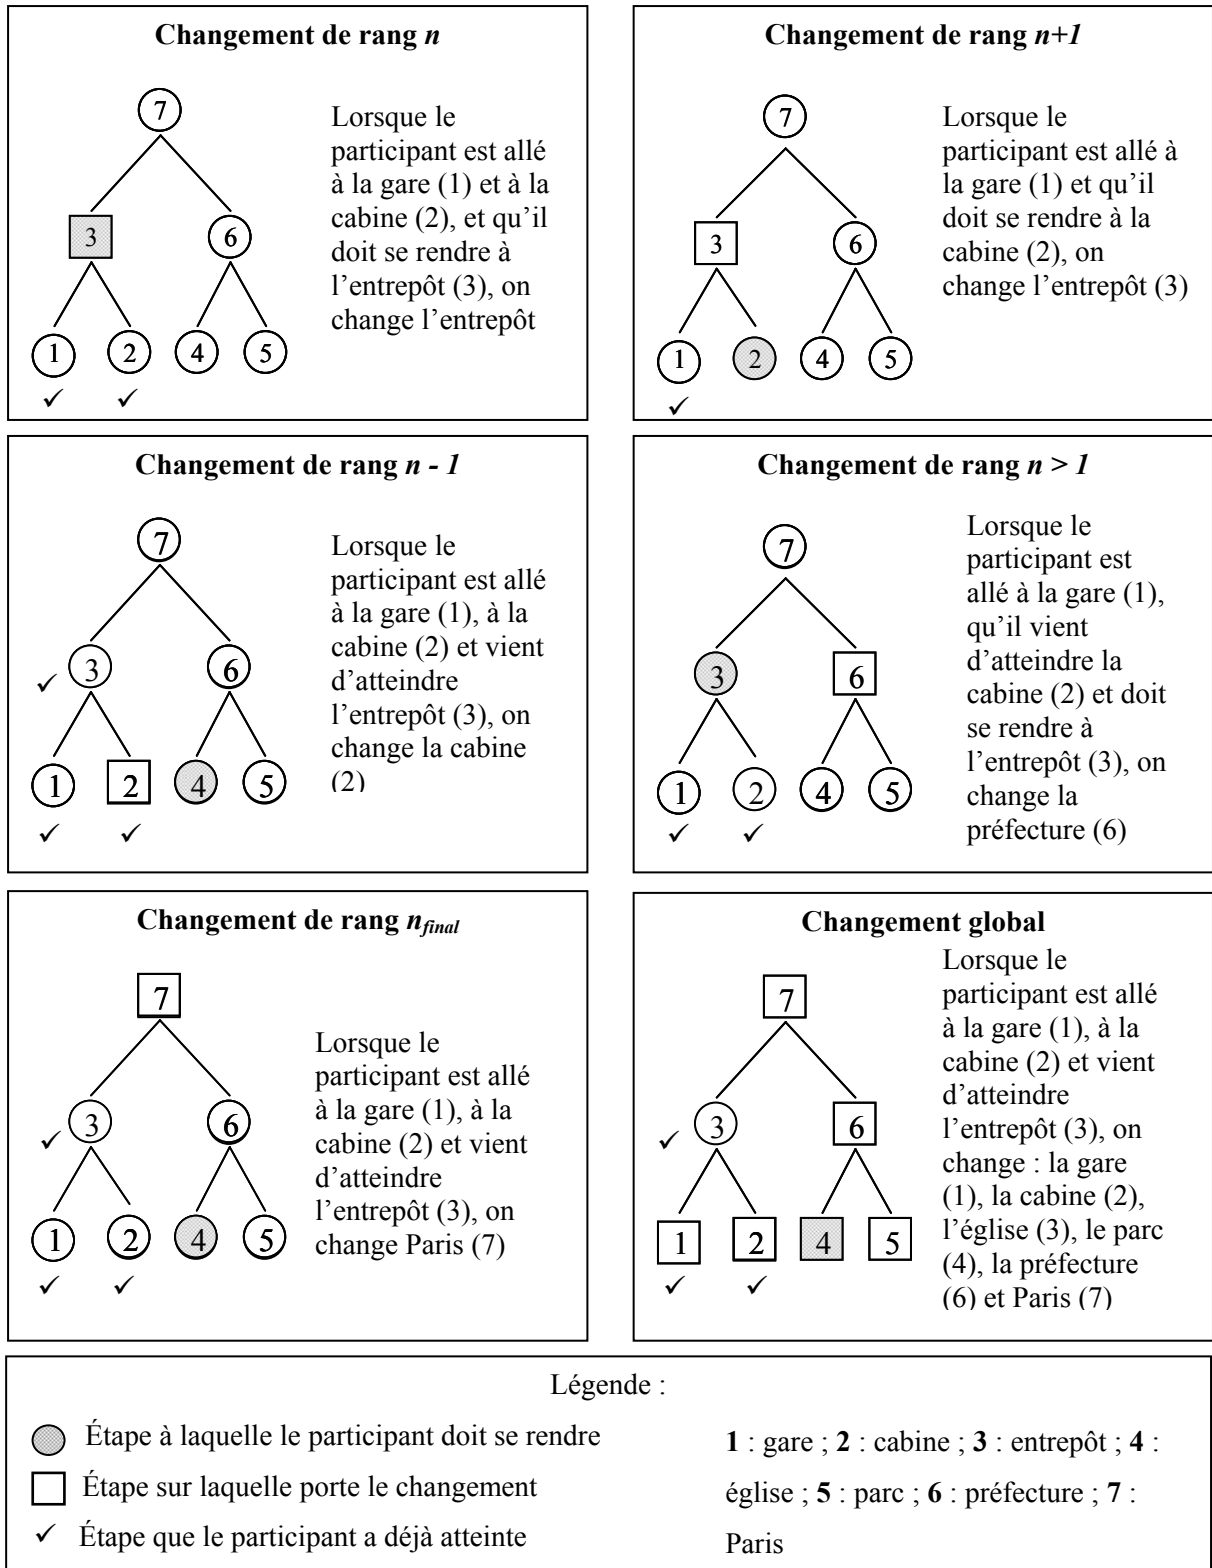 Changement de rang n
7
3
6
1
2
4
5
✓
✓
Lorsque le
participant est allé
à la gare (1) et à la
cabine (2), et qu'il
doit se rendre à
l'entrepôt (3), on
change l'entrepôt
Changement de rang n+1
7
3
6
1
2
4
5
✓
Lorsque le
participant est allé à
la gare (1) et qu'il
doit se rendre à la
cabine (2), on
change l'entrepôt (3)
Changement de rang n - 1
7
✓ 3
6
1
2
4
5
✓
✓
Lorsque le
participant est allé
à la gare (1), à la
cabine (2) et vient
d'atteindre
l'entrepôt (3), on
change la cabine
(2)
Changement de rang n > 1
7
3
6
1
2
4
5
✓
✓
Lorsque le
participant est
allé à la gare (1),
qu'il vient
d'atteindre la
cabine (2) et doit
se rendre à
l'entrepôt (3), on
change la
préfecture (6)
Changement de rang nfinal
7
✓ 3
6
1
2
4
5
✓
✓
Lorsque le
participant est allé
à la gare (1), à la
cabine (2) et vient
d'atteindre
l'entrepôt (3), on
change Paris (7)
Changement global
7
✓ 3
6
1
2
4
5
✓
✓
Lorsque le
participant est allé
à la gare (1), à la
cabine (2) et vient
d'atteindre
l'entrepôt (3), on
change : la gare
(1), la cabine (2),
l'église (3), le parc
(4), la préfecture
(6) et Paris (7)
Légende :
Étape à laquelle le participant doit se rendre
Étape sur laquelle porte le changement
✓ Étape que le participant a déjà atteinte
1 : gare ; 2 : cabine ; 3 : entrepôt ; 4 :
église ; 5 : parc ; 6 : préfecture ; 7 :
Paris